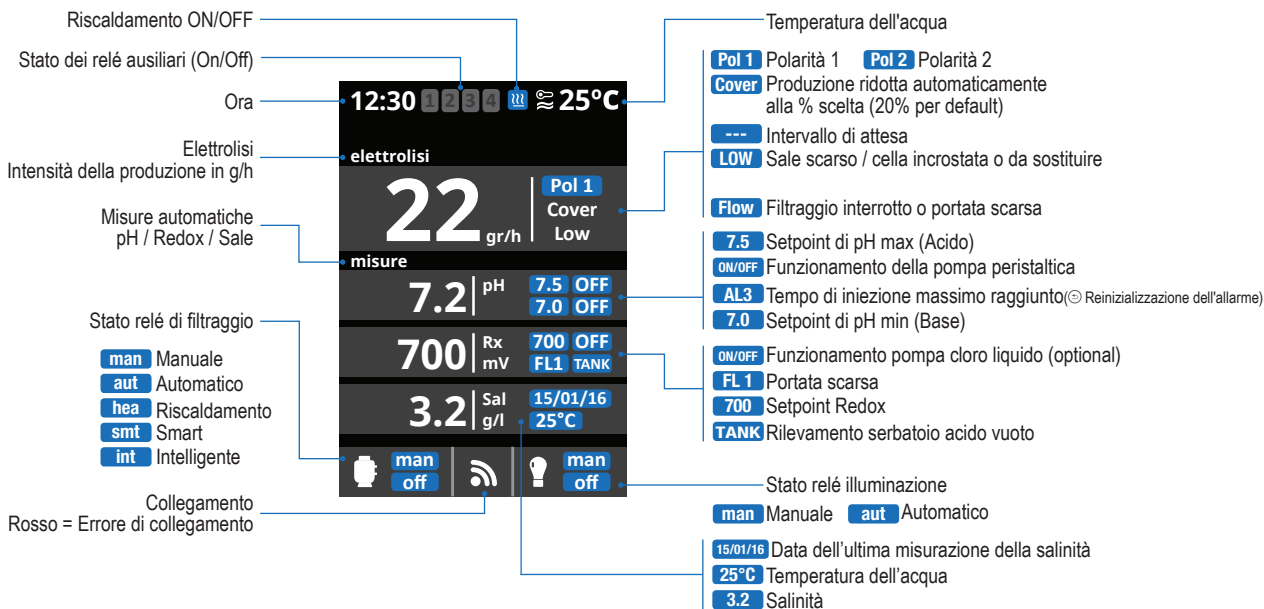 Riscaldamento ON/OFF
Stato dei relé ausiliari (On/Off)
Ora
Elettrolisi
Intensità della produzione in g/h
Misure automatiche
pH / Redox / Sale
Stato relé di filtraggio
man Manuale
aut Automatico
hea Riscaldamento
smt Smart
int Intelligente
Collegamento
Rosso = Errore di collegamento
12:30 1 2 3 4 25°C
elettrolisi
22 gr/h
Pol 1
Cover
Low
misure
7.2 pH 7.5 OFF
7.0 OFF
700 Rx 700 OFF
mV FL1 TANK
3.2 Sal 15/01/16
g/l 25°C
man man
off off
Temperatura dell'acqua
Pol 1 Polarità 1 Pol 2 Polarità 2
Cover Produzione ridotta automaticamente
alla % scelta (20% per default)
--- Intervallo di attesa
LOW Sale scarso / cella incrostata o da sostituire
Flow Filtraggio interrotto o portata scarsa
7.5 Setpoint di pH max (Acido)
ON/OFF Funzionamento della pompa peristaltica
AL3 Tempo di iniezione massimo raggiunto( Reinizializzazione dell'allarme)
7.0 Setpoint di pH min (Base)
ON/OFF Funzionamento pompa cloro liquido (optional)
FL 1 Portata scarsa
700 Setpoint Redox
TANK Rilevamento serbatoio acido vuoto
Stato relé illuminazione
man Manuale aut Automatico
15/01/16 Data dell’ultima misurazione della salinità
25°C Temperatura dell’acqua
3.2 Salinità